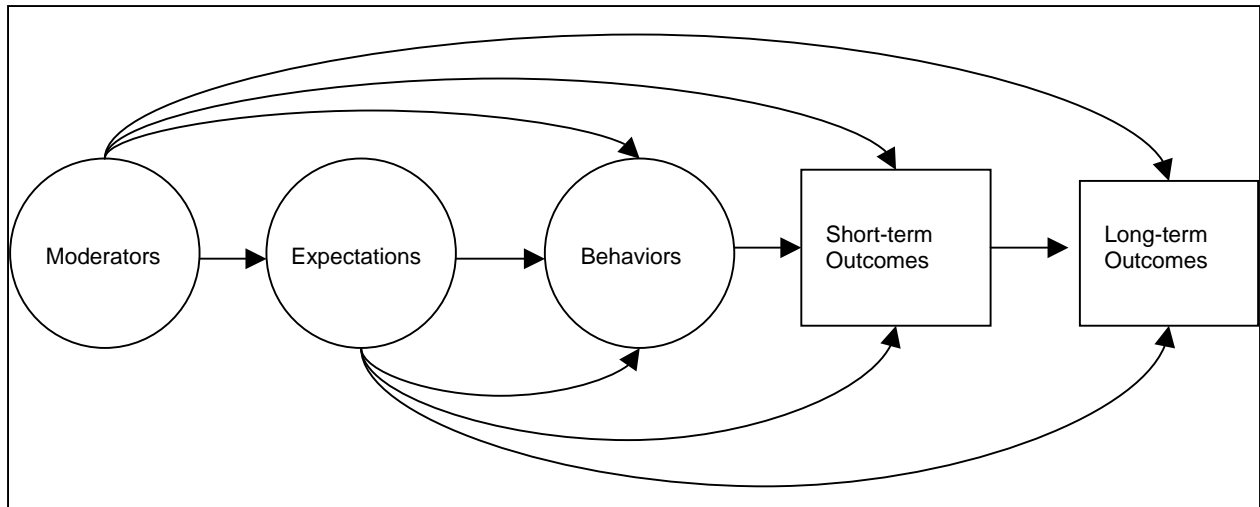 Moderators
Expectations
Behaviors
Short-term
Outcomes
Long-term
Outcomes